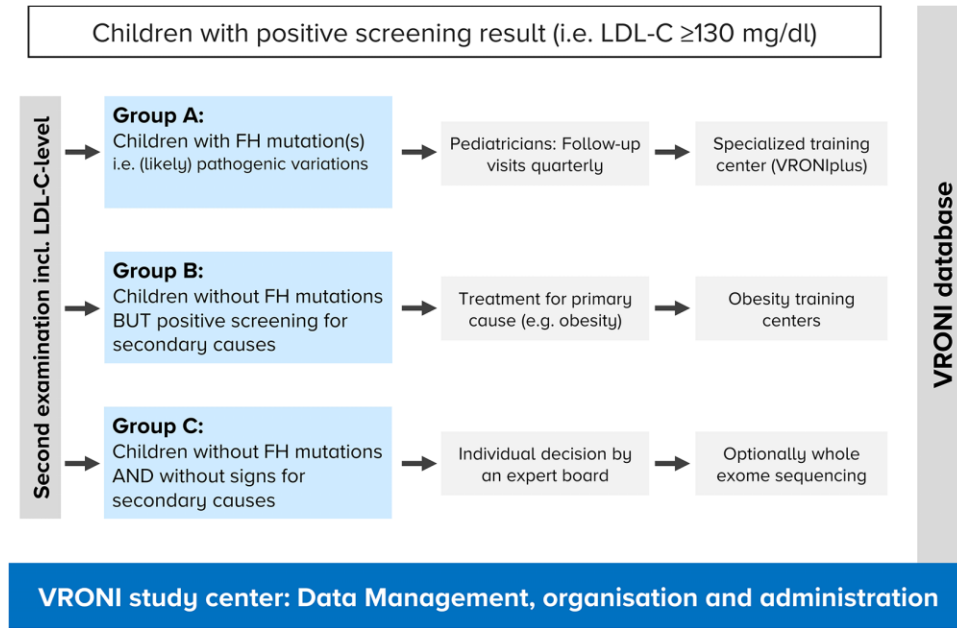 Children with positive screening result (i.e. LDL-C ≥130 mg/dl)
Second examination incl. LDL-C-level
Group A:
Children with FH mutation(s)
i.e. (likely) pathogenic variations
Pediatricians: Follow-up
visits quarterly
Specialized training
center (VRONIplus)
Group B:
Children without FH mutations
BUT positive screening for
secondary causes
Treatment for primary
cause (e.g. obesity)
Obesity training
centers
Group C:
Children without FH mutations
AND without signs for
secondary causes
Individual decision by
an expert board
Optionally whole
exome sequencing
VRONI database
VRONI study center: Data Management, organisation and administration